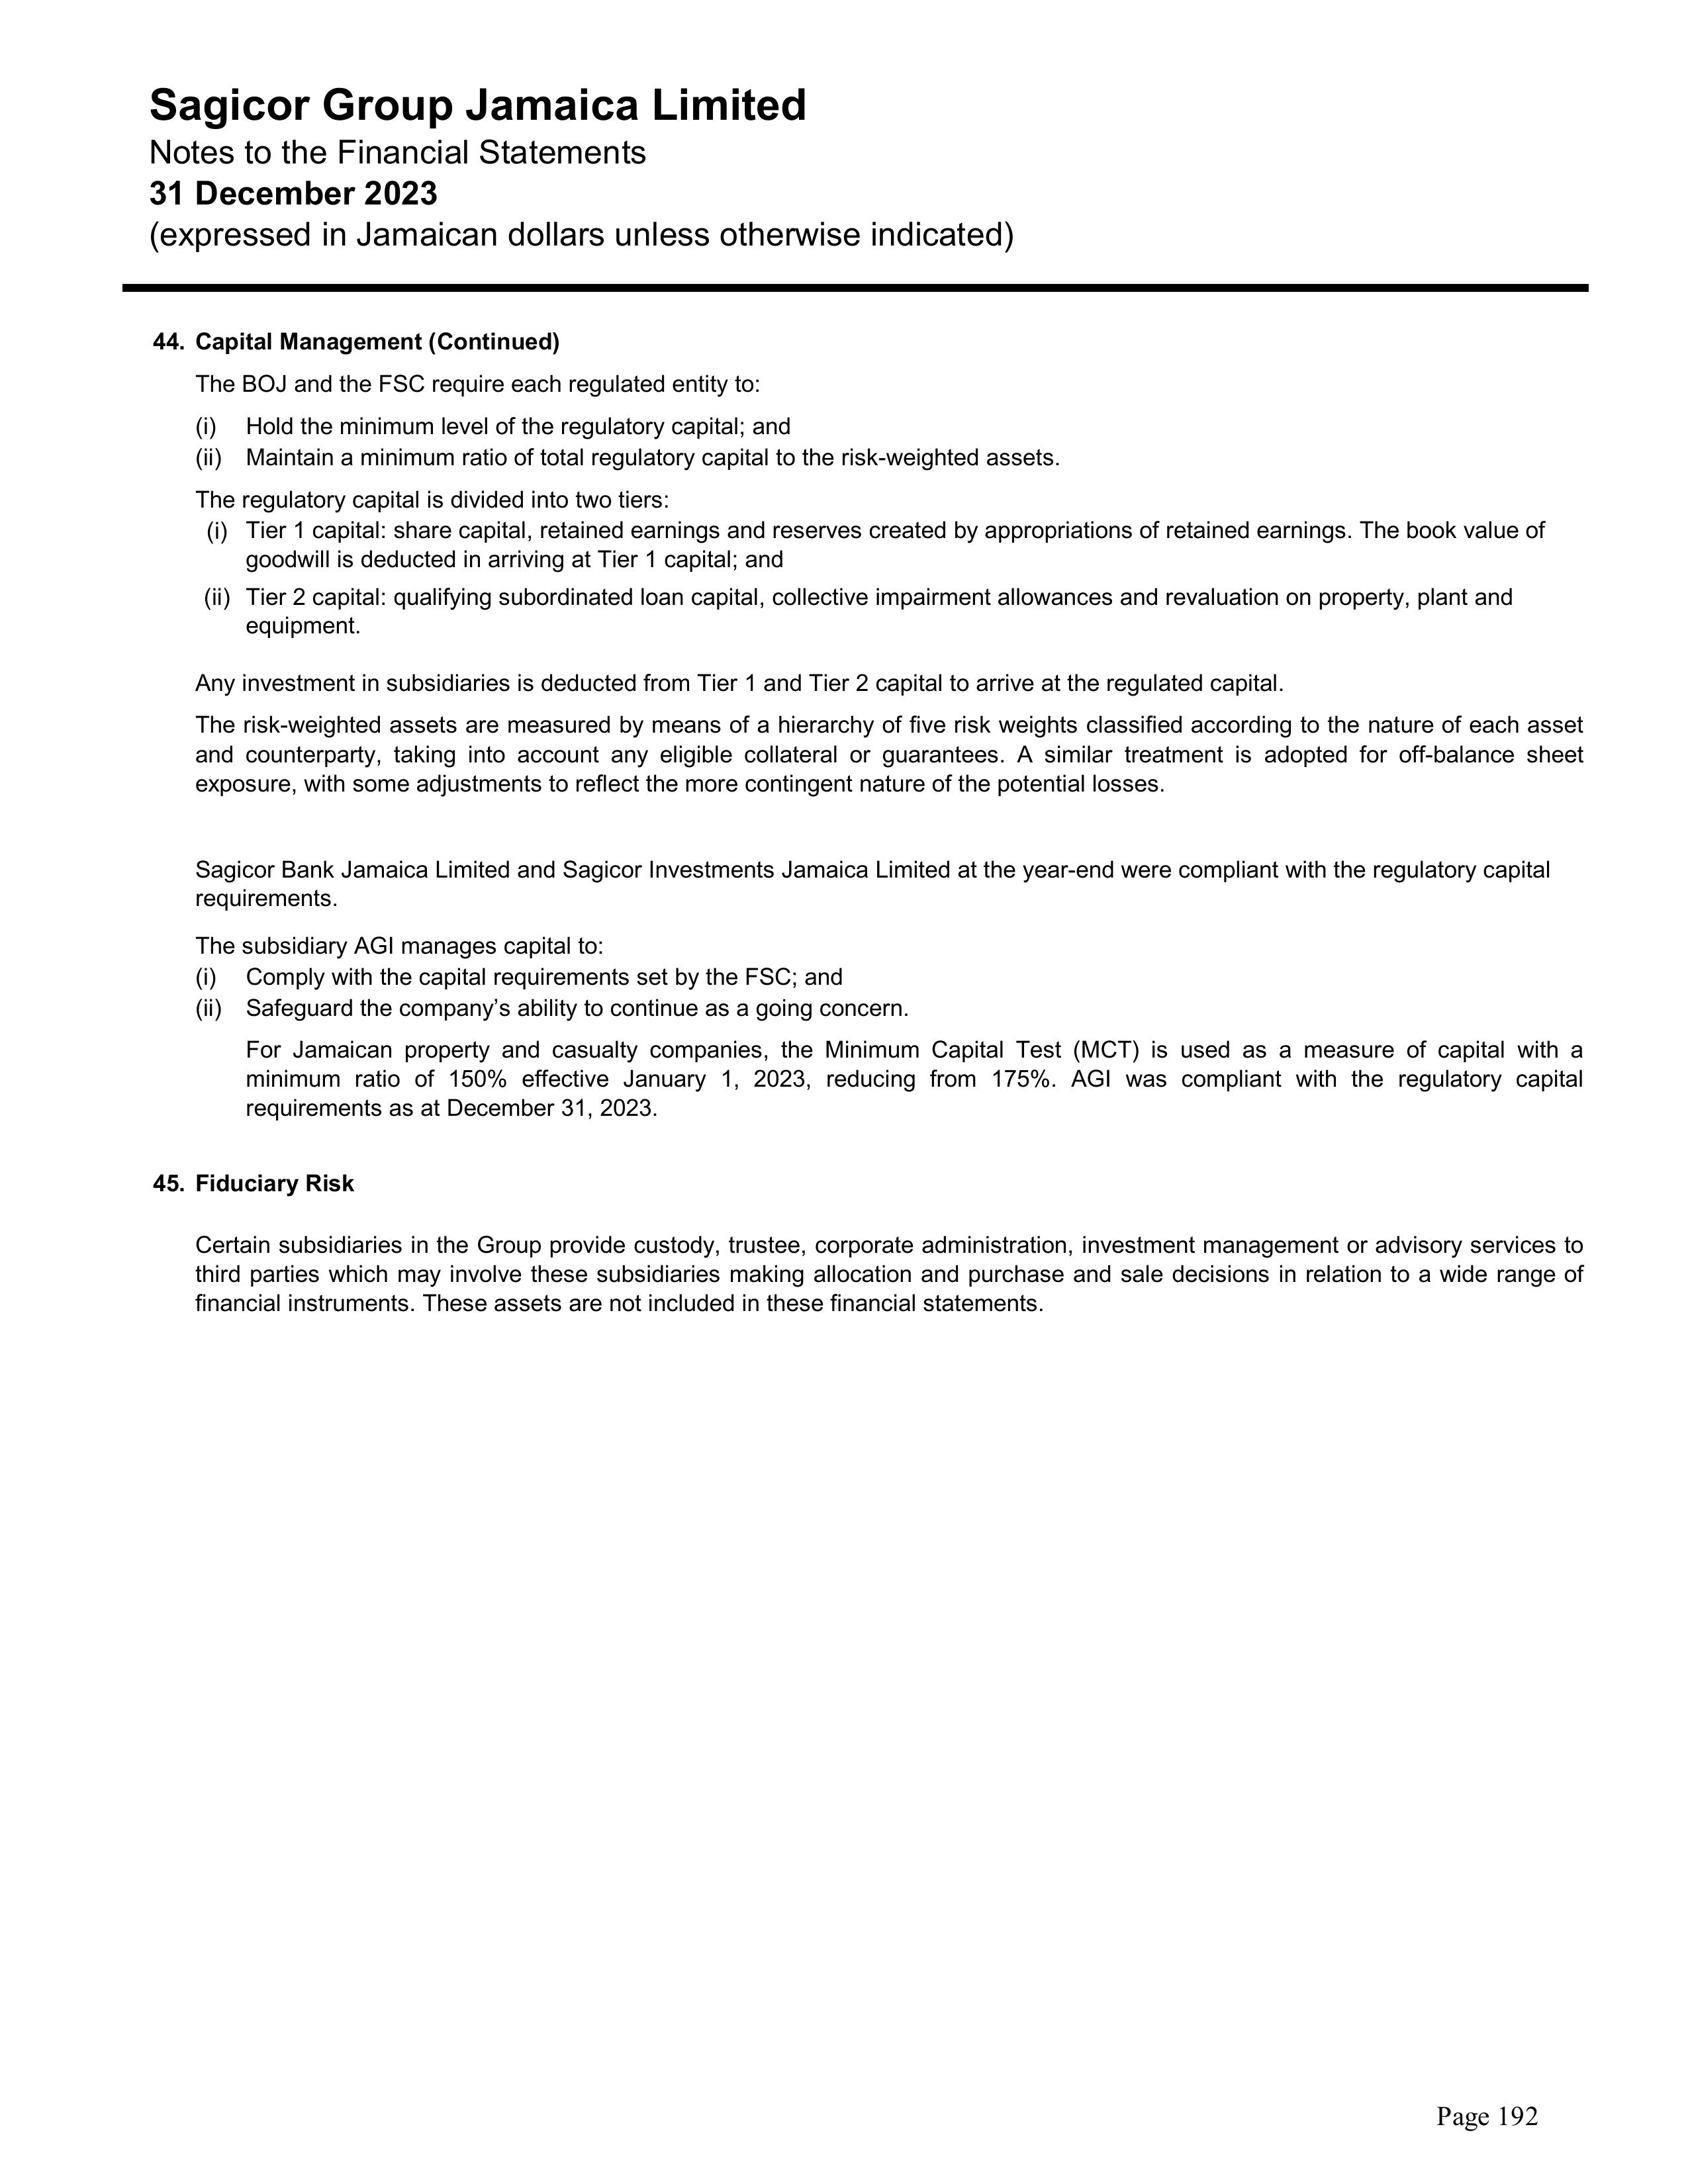 Sagicor Group Jamaica Limited
Notes to the Financial Statements
31 December 2023
(expressed in Jamaican dollars unless otherwise indicated)
44. Capital Management (Continued)
The BOJ and the FSC require each regulated entity to:
(i) Hold the minimum level of the regulatory capital; and
(ii) Maintain a minimum ratio of total regulatory capital to the risk-weighted assets.
The regulatory capital is divided into two tiers:
(i) Tier 1 capital: share capital, retained earnings and reserves created by appropriations of retained earnings. The book value of
goodwill is deducted in arriving at Tier 1 capital; and
(ii) Tier 2 capital: qualifying subordinated loan capital, collective impairment allowances and revaluation on property, plant and
equipment.
Any investment in subsidiaries is deducted from Tier 1 and Tier 2 capital to arrive at the regulated capital.
The risk-weighted assets are measured by means of a hierarchy of five risk weights classified according to the nature of each asset
and counterparty, taking into account any eligible collateral or guarantees. A similar treatment is adopted for off-balance sheet
exposure, with some adjustments to reflect the more contingent nature of the potential losses.
Sagicor Bank Jamaica Limited and Sagicor Investments Jamaica Limited at the year-end were compliant with the regulatory capital
requirements.
The subsidiary AGI manages capital to:
(i) Comply with the capital requirements set by the FSC; and
(ii) Safeguard the company’s ability to continue as a going concern.
For Jamaican property and casualty companies, the Minimum Capital Test (MCT) is used as a measure of capital with a
minimum ratio of 150% effective January 1, 2023, reducing from 175%. AGI was compliant with the regulatory capital
requirements as at December 31, 2023.
45. Fiduciary Risk
Certain subsidiaries in the Group provide custody, trustee, corporate administration, investment management or advisory services to
third parties which may involve these subsidiaries making allocation and purchase and sale decisions in relation to a wide range of
financial instruments. These assets are not included in these financial statements.
Page 192